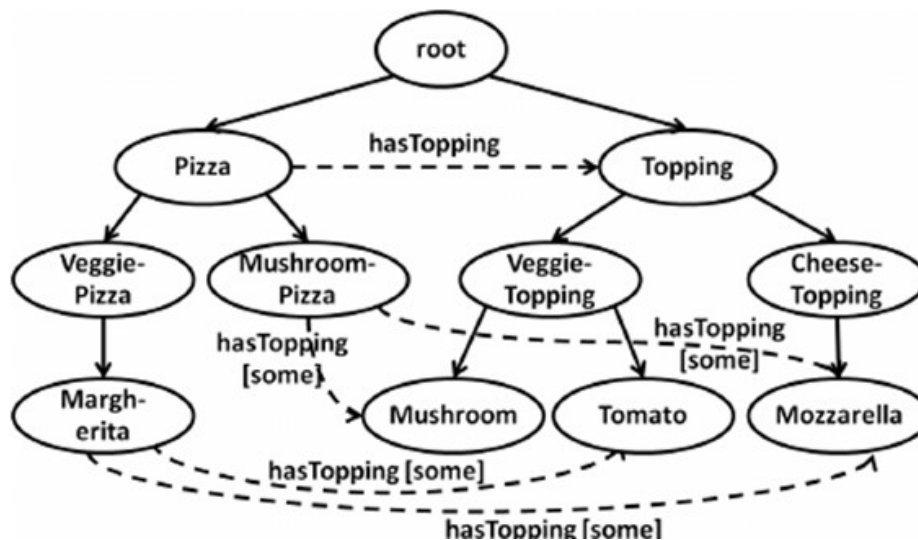 root
hasTopping
Pizza
Topping
Veggie-
Pizza
Mushroom-
Pizza
Veggie-
Topping
Cheese-
Topping
hasTopping
[some]
hasTopping
[some]
Margh-
erita
Mushroom
Tomato
Mozzarella
hasTopping [some]
hasTopping [some]